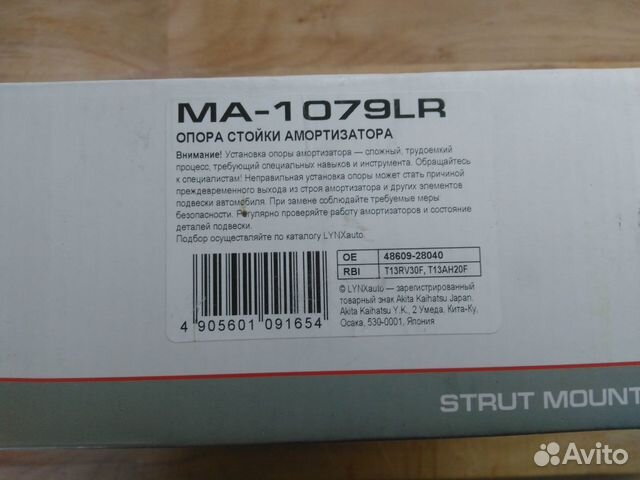 MA-1079LR
ОПОРА СТОЙКИ АМОРТИЗАТОРА
Внимание! Установка опоры амортизатора — сложный, трудоемкий
процесс, требующий специальных навыков и инструмента. Обращайтесь
к специалистам! Неправильная установка опоры может стать причиной
преждевременного выхода из строя амортизатора и других элементов
подвески автомобиля. При замене соблюдайте требуемые меры
безопасности. Регулярно проверяйте работу амортизаторов и состояние
деталей подвески.
Подбор осуществляйте по каталогу LYNXauto
OE 48609-28040
RBI T13RV30F, T13AH20F
© LYNXauto — зарегистрированный
товарный знак Akita Kaihatsu Japan.
Akita Kaihatsu Y.K., 2 Умеда, Кита-Ку,
Осака, 530-0001, Япония
4 905601 091654
STRUT MOUNT
Avito